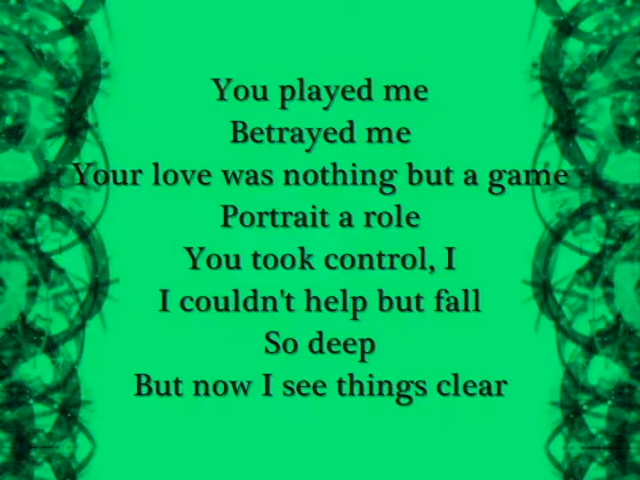 You played me
Betrayed me
Your love was nothing but a game
Portrait a role
You took control, I
I couldn't help but fall
So deep
But now I see things clear